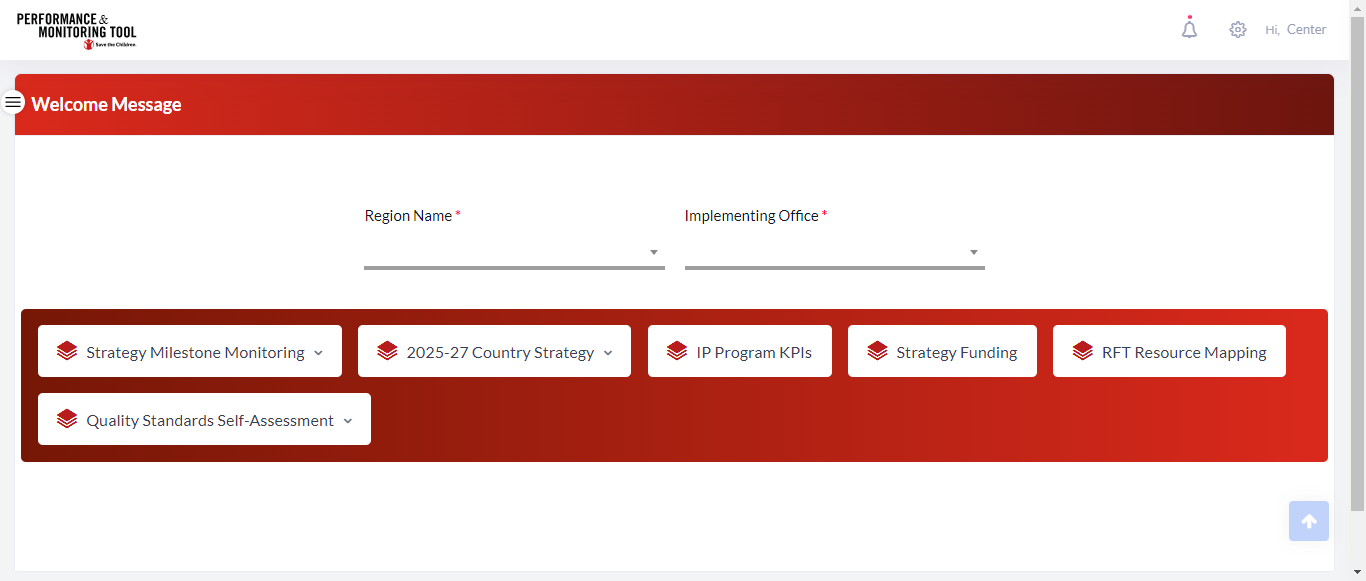 PERFORMANCE &
MONITORING TOOL
Save the Children
Hi, Center
Welcome Message
Region Name *
Implementing Office *
Strategy Milestone Monitoring
2025-27 Country Strategy
IP Program KPIs
Strategy Funding
RFT Resource Mapping
Quality Standards Self-Assessment